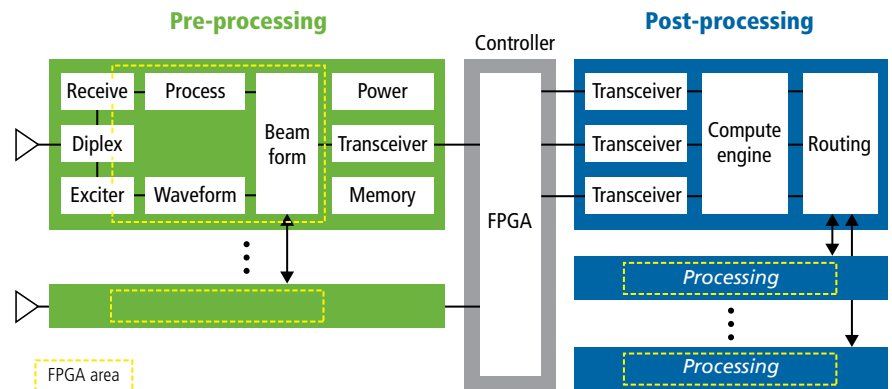 Pre-processing
Post-processing
Controller
Receive
Process
Power
Diplex
Beam
form
Transceiver
Exciter
Waveform
Memory
FPGA
Transceiver
Transceiver
Transceiver
Compute
engine
Routing
Processing
Processing
FPGA area